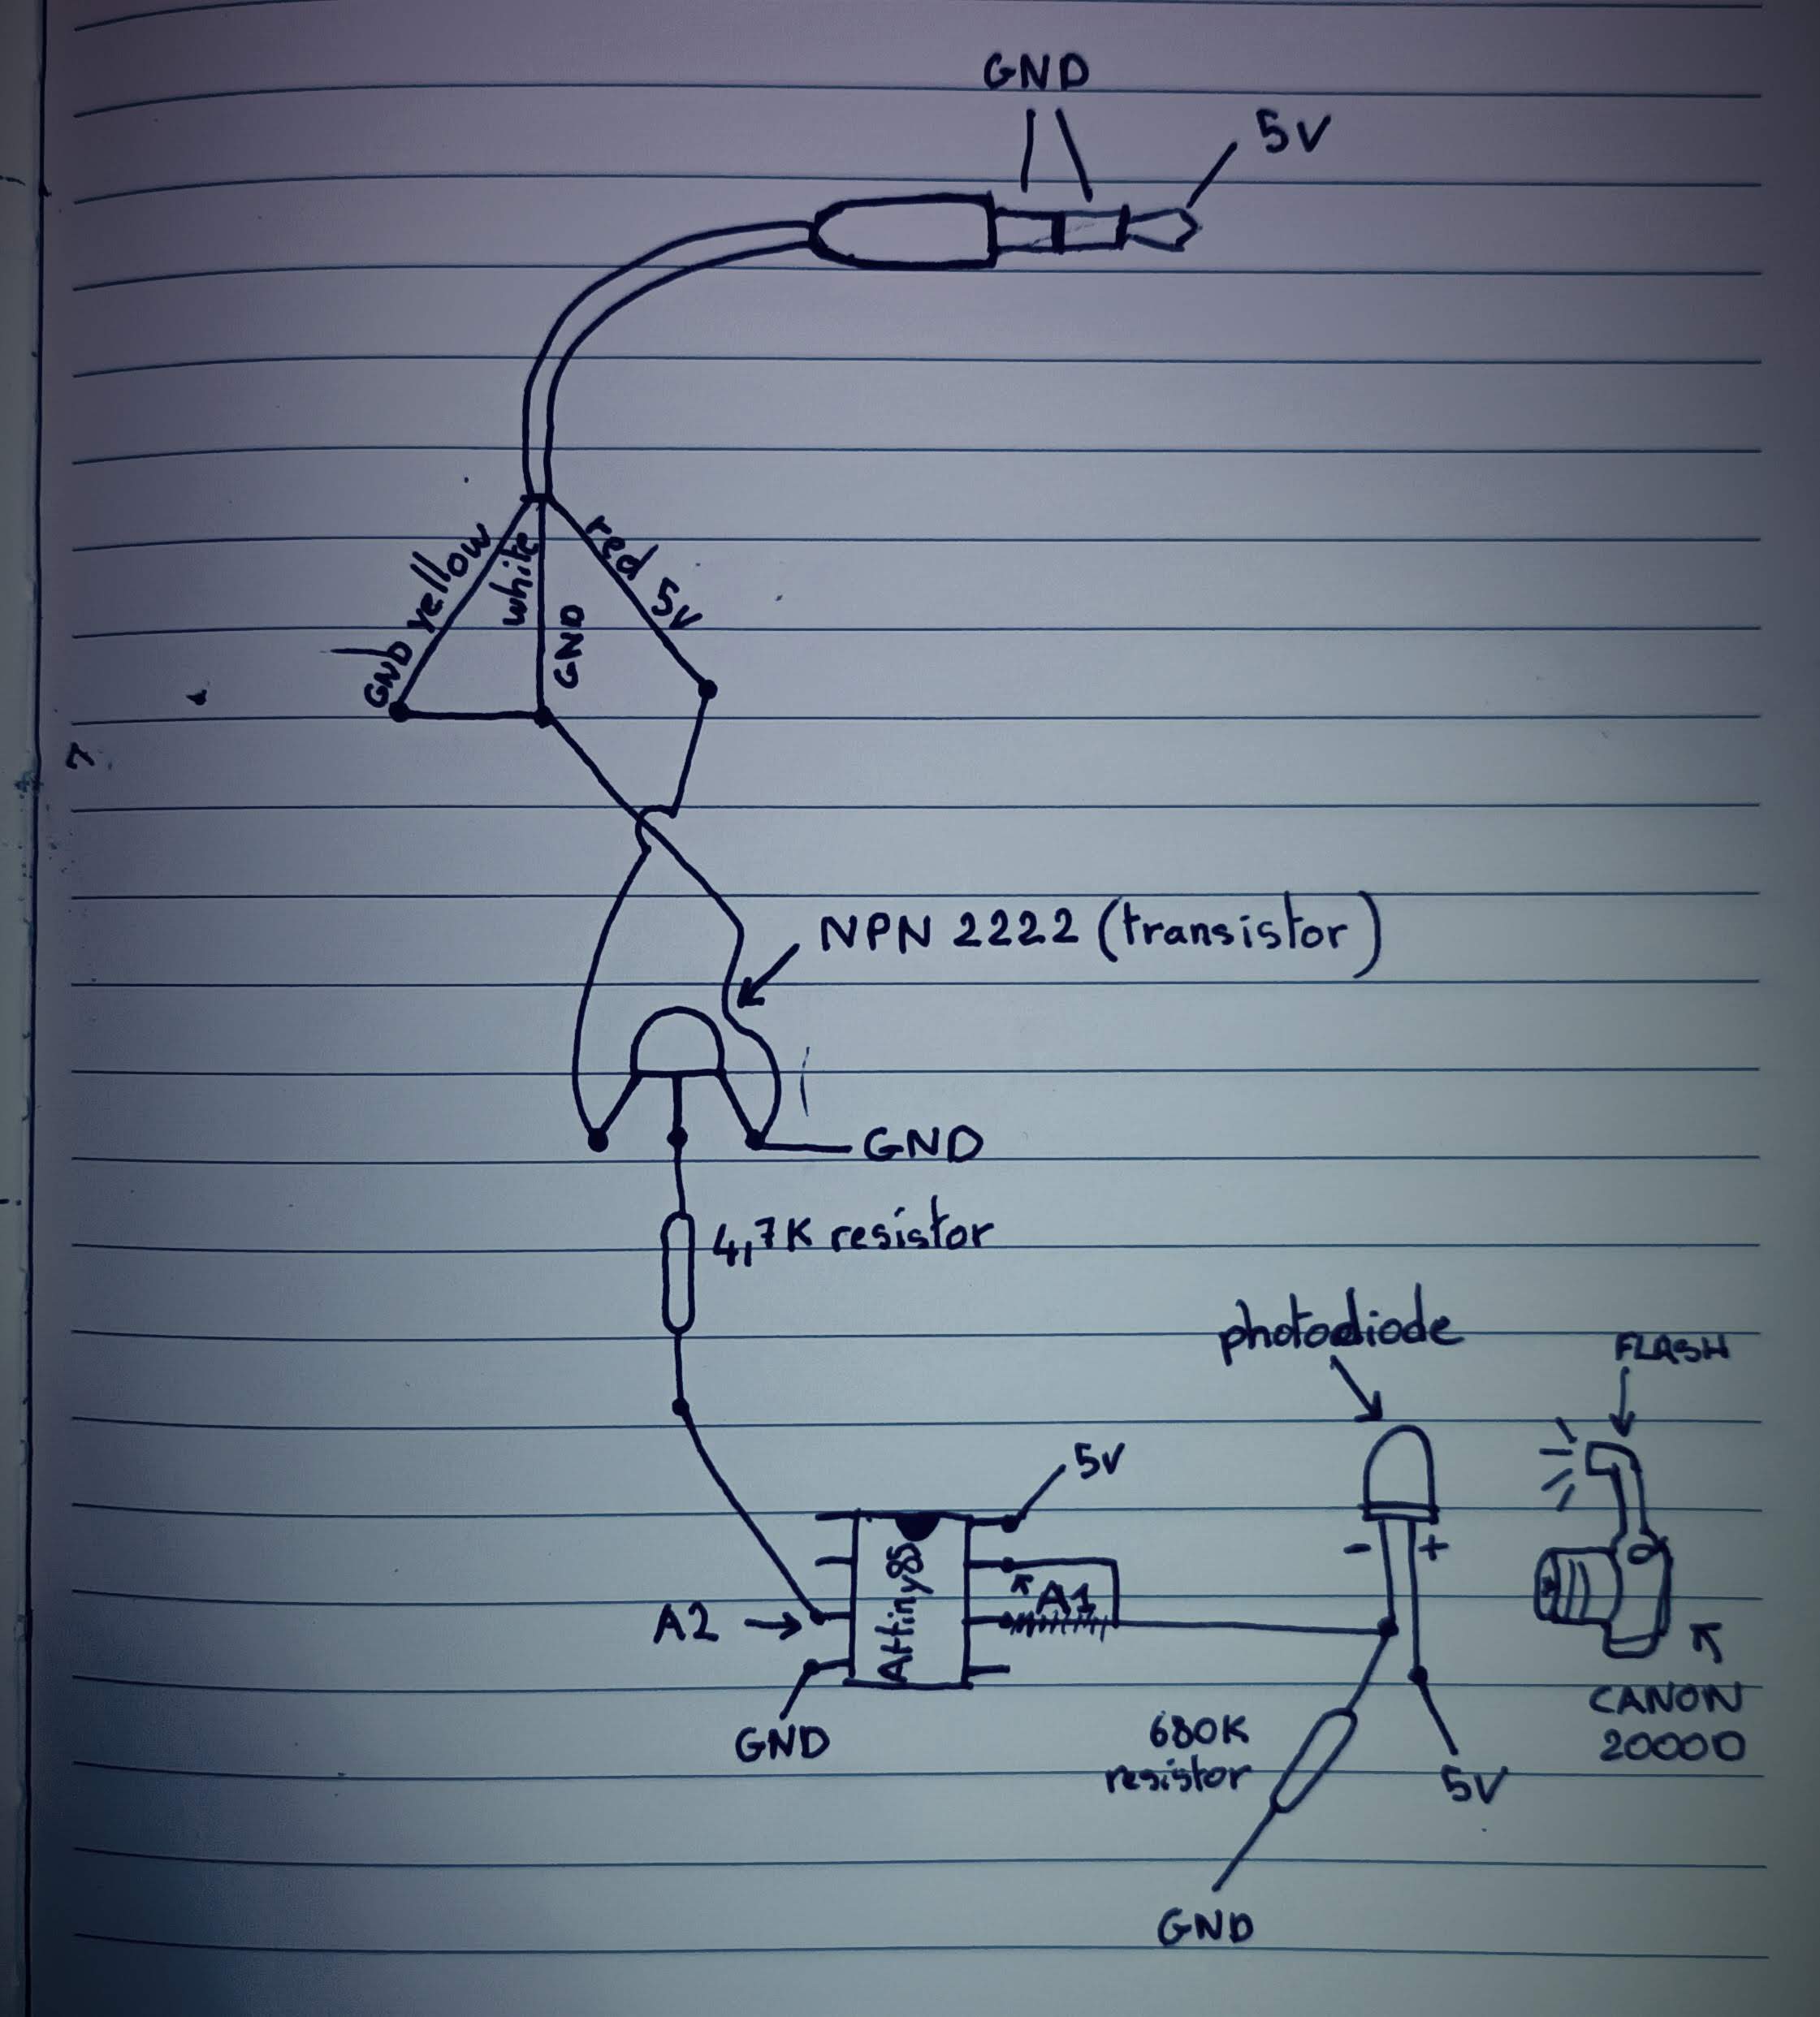 GND
5V
GND yellow
white
GND
red 5V
NPN 2222 (transistor)
GND
4,7K resistor
photodiode
FLASH
5V
- +
A1
A2
Attiny85
GND
680K
resistor
5V
CANON
2000D
GND